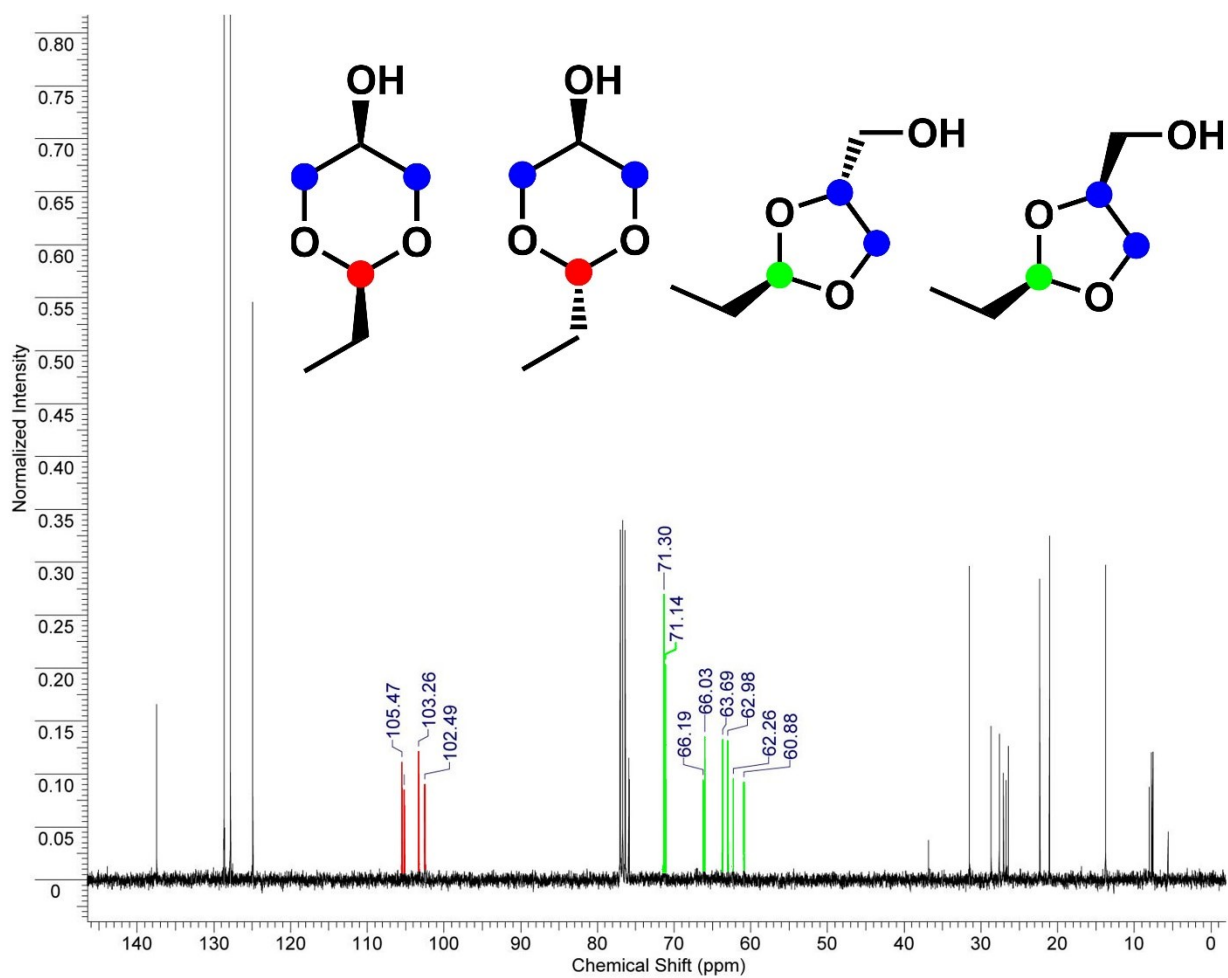 0.80
0.75
0.70
0.65
0.60
0.55
0.50
0.45
0.40
0.35
0.30
0.25
0.20
0.15
0.10
0.05
0
Normalized Intensity
OH
O
O
OH
O
O
OH
O
O
OH
O
O
105.47
103.26
102.49
71.30
71.14
66.19
66.03
63.69
62.98
62.26
60.88
140 130 120 110 100 90 80 70 60 50 40 30 20 10 0
Chemical Shift (ppm)